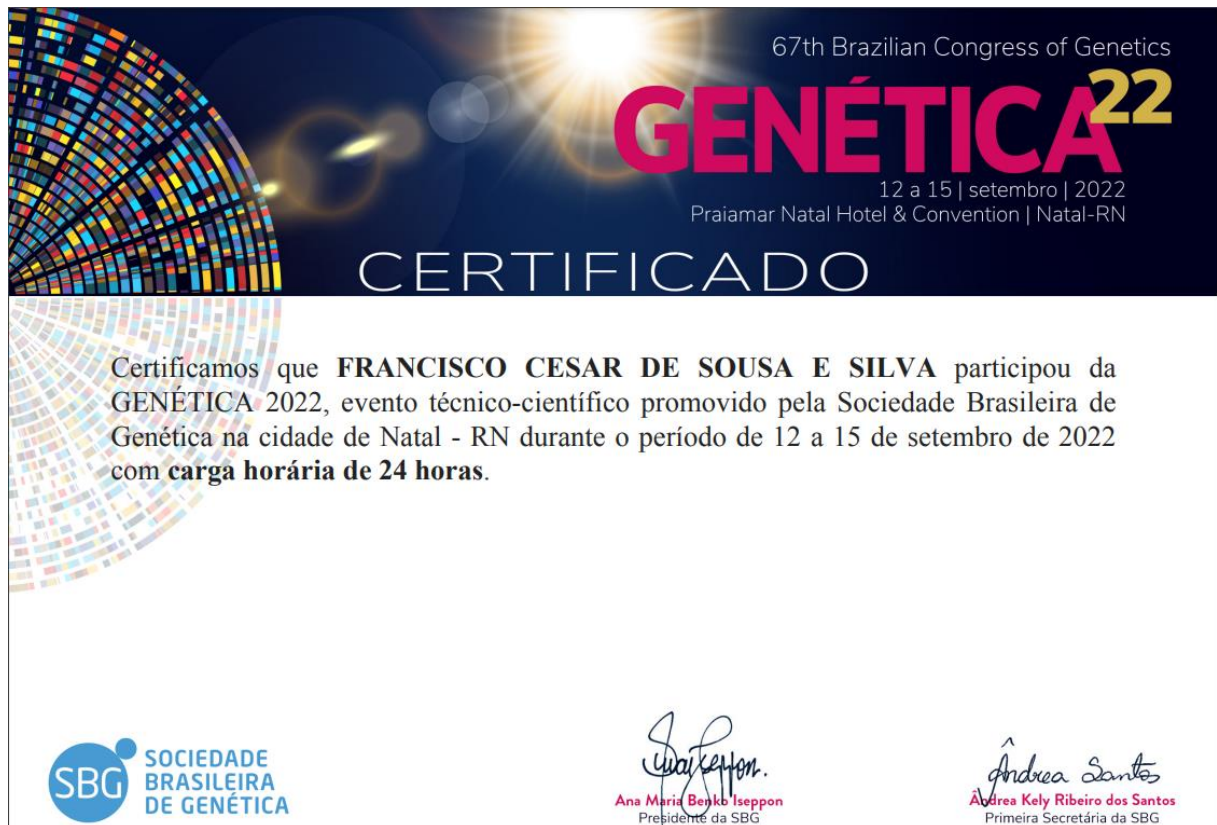 67th Brazilian Congress of Genetics
GENÉTICA22
12 a 15 | setembro | 2022
Praiamar Natal Hotel & Convention | Natal-RN
CERTIFICADO
Certificamos que FRANCISCO CESAR DE SOUSA E SILVA participou da
GENÉTICA 2022, evento técnico-científico promovido pela Sociedade Brasileira de
Genética na cidade de Natal - RN durante o período de 12 a 15 de setembro de 2022
com carga horária de 24 horas.
SBG
SOCIEDADE
BRASILEIRA
DE GENÉTICA
Ana Maria Benko Iseppon
Presidente da SBG
Ândrea Santos
Ândrea Kely Ribeiro dos Santos
Primeira Secretária da SBG